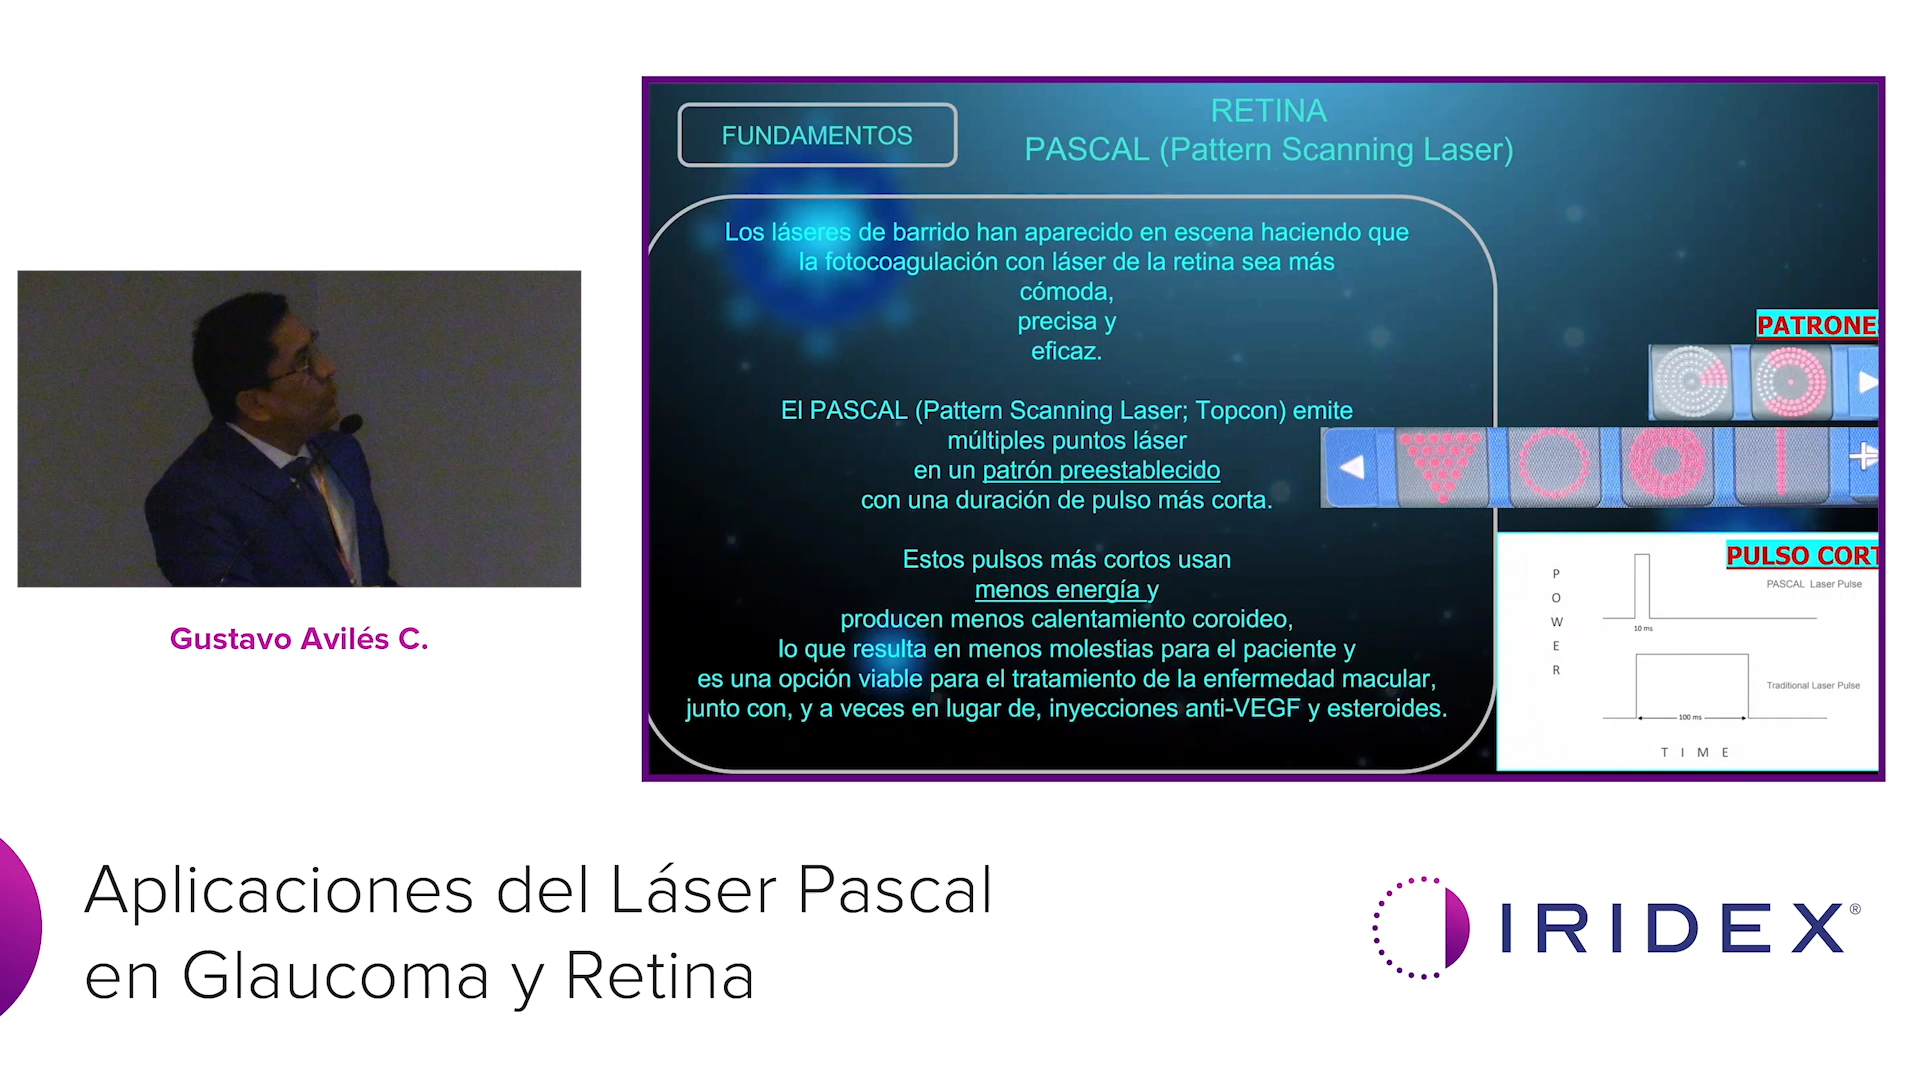 FUNDAMENTOS
RETINA
PASCAL (Pattern Scanning Laser)
Los láseres de barrido han aparecido en escena haciendo que
la fotocoagulación con láser de la retina sea más
cómoda,
precisa y
eficaz.
El PASCAL (Pattern Scanning Laser; Topcon) emite
múltiples puntos láser
en un patrón preestablecido
con una duración de pulso más corta.
Estos pulsos más cortos usan
menos energía y
producen menos calentamiento coroideo,
lo que resulta en menos molestias para el paciente y
es una opción viable para el tratamiento de la enfermedad macular,
junto con, y a veces en lugar de, inyecciones anti-VEGF y esteroides.
PATRONES
PULSO CORT
PASCAL Laser Pulse
10 ms
POWER
Traditional Laser Pulse
100 ms
TIME
Gustavo Avilés C.
Aplicaciones del Láser Pascal
en Glaucoma y Retina
IRIDEX®